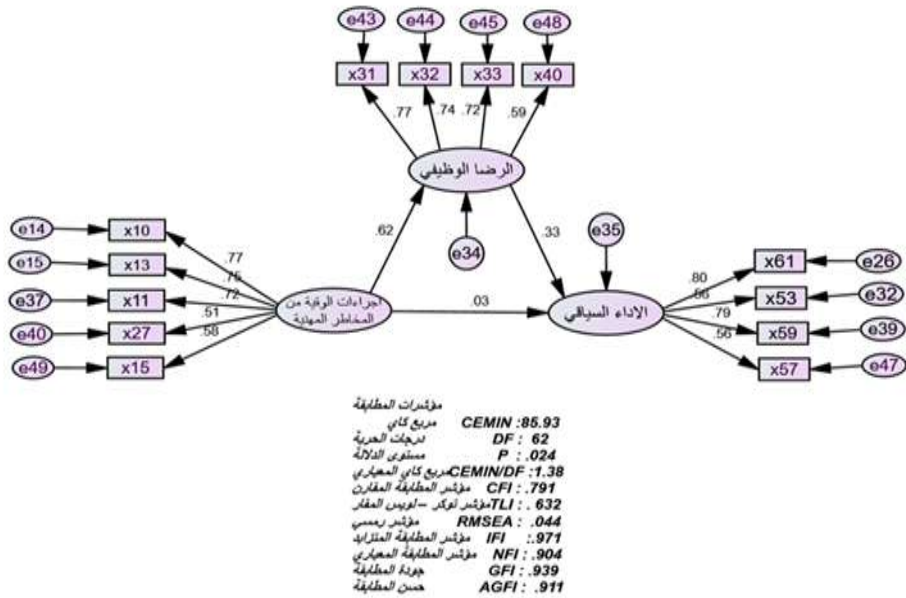 e43 e44 e45 e48
x31 x32 x33 x40
.77 .74 .72 .59
الرضا الوظيفي
e14 x10
e15 x13
e37 x11
e40 x27
e49 x15
.77
.75
.72
.51
.58
.62
e34
.33
e35
اجراءات الوقاية من
المخاطر المهنية
.03
الاداء السياقي
.80
.56
.79
.56
x61 e26
x53 e32
x59 e39
x57 e47
مؤشرات المطابقة
مربع كاي CEMIN :85.93
درجات الحرية DF : 62
مستوى الدلالة P : .024
مربع كاي المعياري CEMIN/DF :1.38
مؤشر المطابقة المقارن CFI : .791
مؤشر توكر – لويس المقار TLI : . 632
مؤشر رمسي RMSEA : .044
مؤشر المطابقة المتزايد IFI :.971
مؤشر المطابقة المعياري NFI : .904
جودة المطابقة GFI : .939
حسن المطابقة AGFI : .911